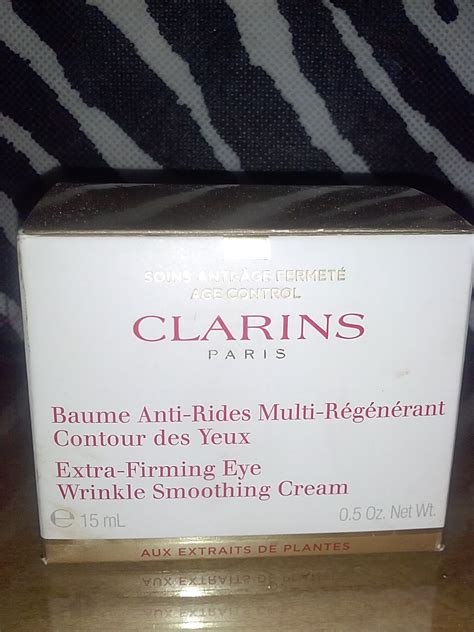 SOINS ANTI-ÂGE FERMETÉ
AGE CONTROL
CLARINS
PARIS
Baume Anti-Rides Multi-Régénérant
Contour des Yeux
Extra-Firming Eye
Wrinkle Smoothing Cream
e 15 mL 0.5 Oz. Net Wt.
AUX EXTRAITS DE PLANTES